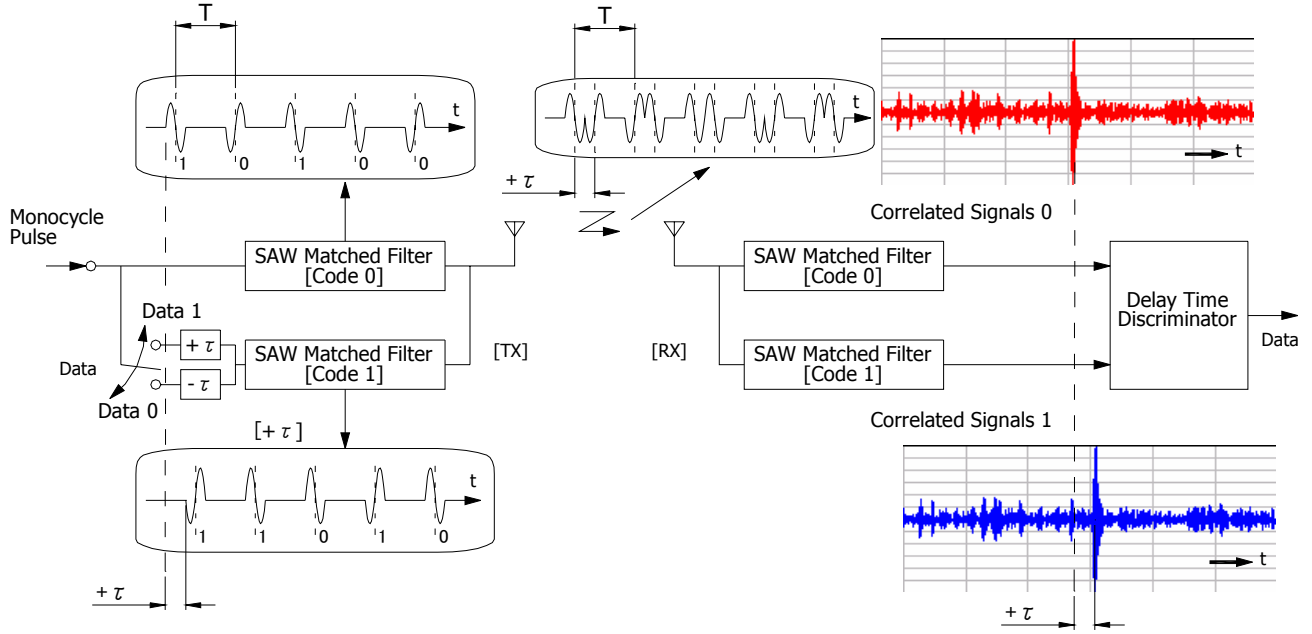 T
t
1 0 1 0 0
T
t
+ τ
t
Monocycle
Pulse
SAW Matched Filter
[Code 0]
Data 1
+ τ
Data
- τ
Data 0
SAW Matched Filter
[Code 1]
[TX]
[+ τ]
t
1 1 0 1 0
+ τ
Correlated Signals 0
[RX]
SAW Matched Filter
[Code 0]
SAW Matched Filter
[Code 1]
Delay Time
Discriminator
Data
Correlated Signals 1
t
+ τ